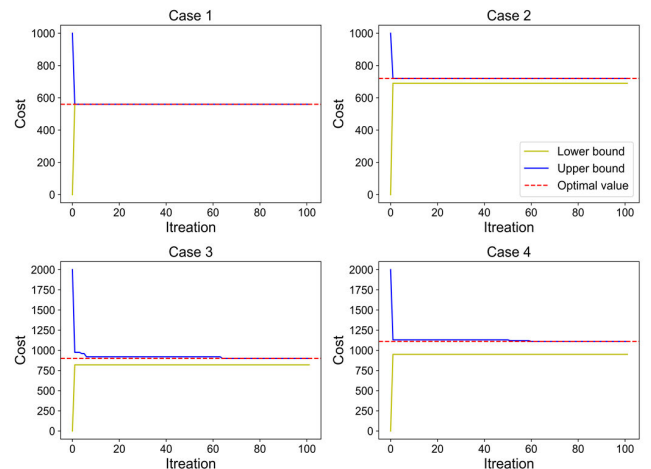 Case 1
1000
800
600
400
200
0
Cost
0 20 40 60 80 100
Itreation
Case 2
1000
800
600
400
200
0
Cost
Lower bound
Upper bound
Optimal value
0 20 40 60 80 100
Itreation
Case 3
2000
1750
1500
1250
1000
750
500
250
0
Cost
0 20 40 60 80 100
Itreation
Case 4
2000
1750
1500
1250
1000
750
500
250
0
Cost
0 20 40 60 80 100
Itreation